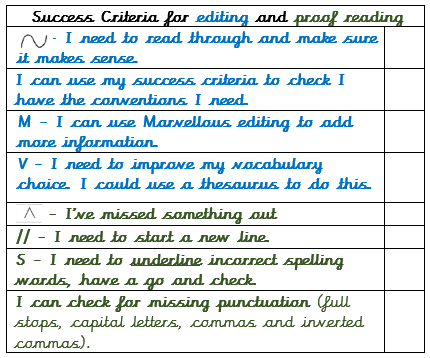 Success Criteria for editing and proof reading
- I need to read through and make sure
it makes sense.
I can use my success criteria to check I
have the conventions I need.
M - I can use Marvellous editing to add
more information.
V - I need to improve my vocabulary
choice. I could use a thesaurus to do this.
^ - I've missed something out
// - I need to start a new line.
S - I need to underline incorrect spelling
words, have a go and check.
I can check for missing punctuation (full
stops, capital letters, commas and inverted
commas).